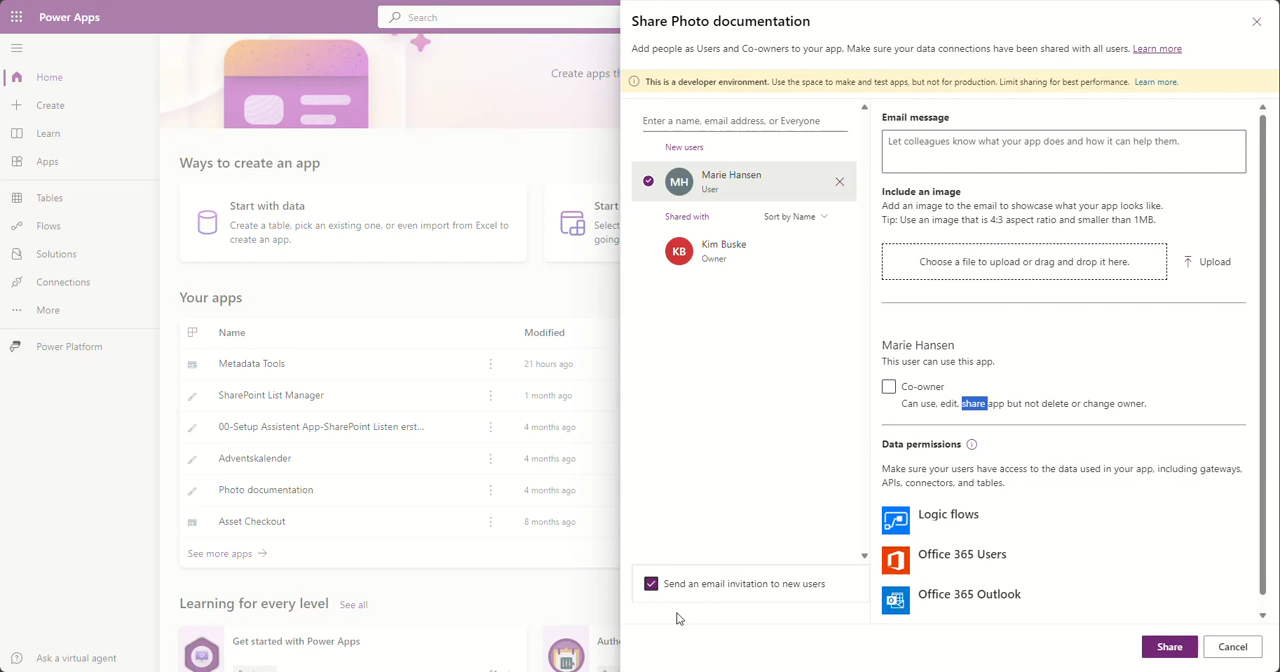 Power Apps
Search
Home
Create
Learn
Apps
Tables
Flows
Solutions
Connections
More
Power Platform
Ask a virtual agent
Create apps th
Ways to create an app
Start with data
Create a table, pick an existing one, or even import from Excel to
create an app.
Start
Select
going
Your apps
Name
Modified
Metadata Tools
21 hours ago
SharePoint List Manager
1 month ago
00-Setup Assistent App-SharePoint Listen erst...
4 months ago
Adventskalender
4 months ago
Photo documentation
4 months ago
Asset Checkout
8 months ago
See more apps
Learning for every level
See all
Get started with Power Apps
Authe
Share Photo documentation
Add people as Users and Co-owners to your app. Make sure your data connections have been shared with all users. Learn more
This is a developer environment. Use the space to make and test apps, but not for production. Limit sharing for best performance. Learn more.
Enter a name, email address, or Everyone
New users
MH
Marie Hansen
User
Shared with
Sort by Name
KB
Kim Buske
Owner
Send an email invitation to new users
Email message
Let colleagues know what your app does and how it can help them.
Include an image
Add an image to the email to showcase what your app looks like.
Tip: Use an image that is 4:3 aspect ratio and smaller than 1MB.
Choose a file to upload or drag and drop it here.
Upload
Marie Hansen
This user can use this app.
Co-owner
Can use, edit, share app but not delete or change owner.
Data permissions
Make sure your users have access to the data used in your app, including gateways,
APIs, connectors, and tables.
Logic flows
Office 365 Users
Office 365 Outlook
Share
Cancel